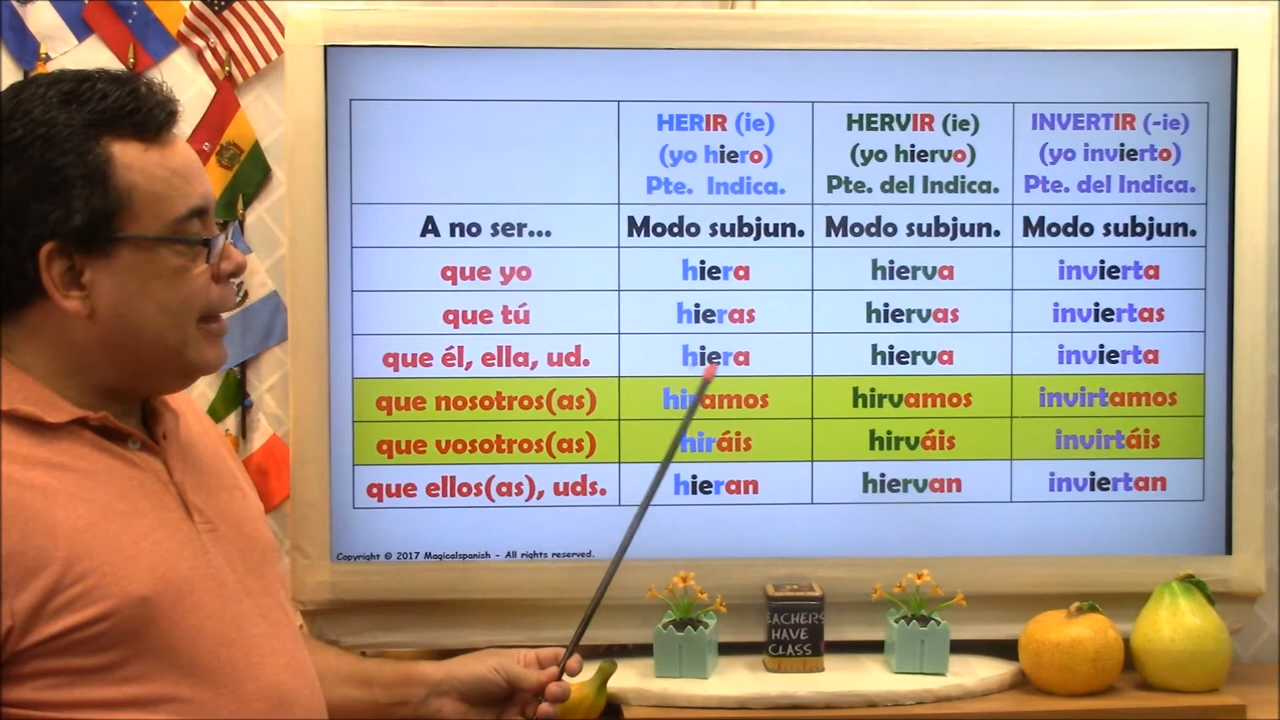 HERIR (ie) HERVIR (ie) INVERTIR (-ie)
(yo hiero) (yo hiervo) (yo invierto)
Pte. Indica. Pte. del Indica. Pte. del Indica.
A no ser... Modo subjun. Modo subjun. Modo subjun.
que yo hiera hierva invierta
que tú hieras hiervas inviertas
que él, ella, ud. hiera hierva invierta
que nosotros(as) hiramos hirvamos invirtamos
que vosotros(as) hiráis hirváis invirtáis
que ellos(as), uds. hieran hiervan inviertan
Copyright © 2017 Magicalspanish - All rights reserved.
TEACHERS
HAVE
CLASS